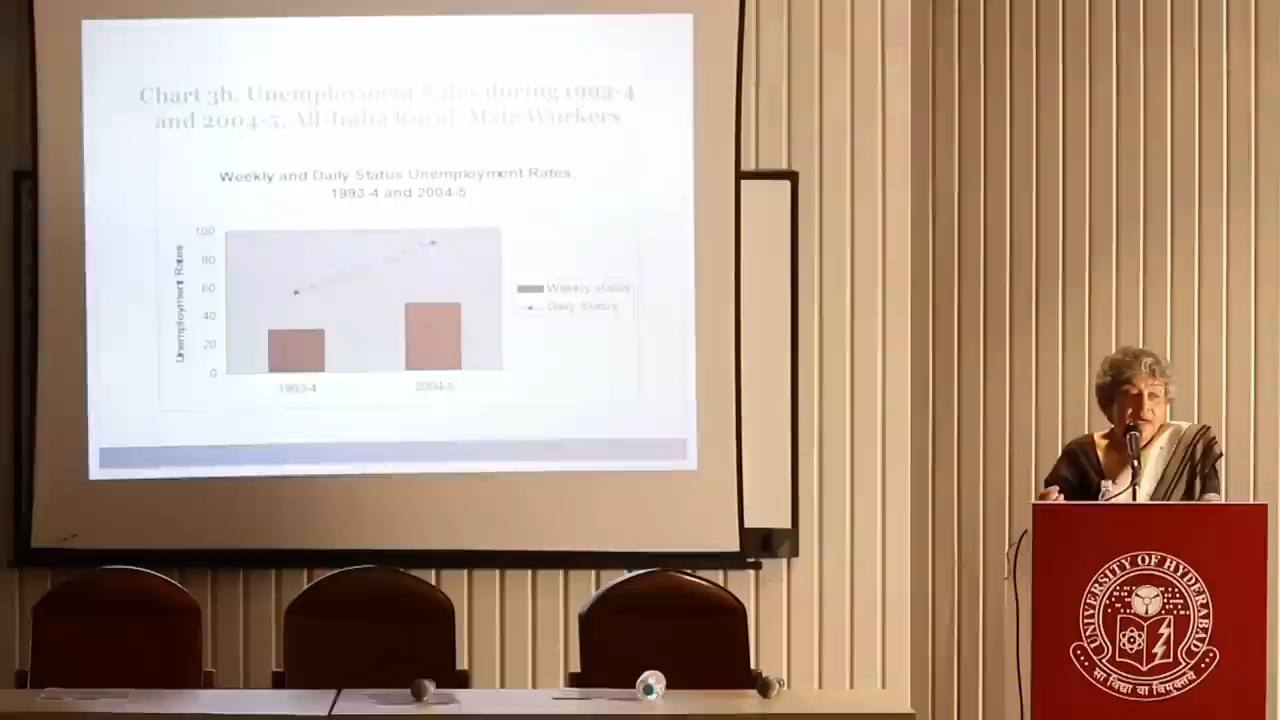 Chart 3b. Unemployment Rates during 1993-4
and 2004-5, All-India Rural Male Workers
Weekly and Daily Status Unemployment Rates,
1993-4 and 2004-5
Unemployment Rates
100
80
60
40
20
0
1993-4
2004-5
Weekly status
Daily Status
UNIVERSITY OF HYDERABAD
सा विद्या या विमुक्तये